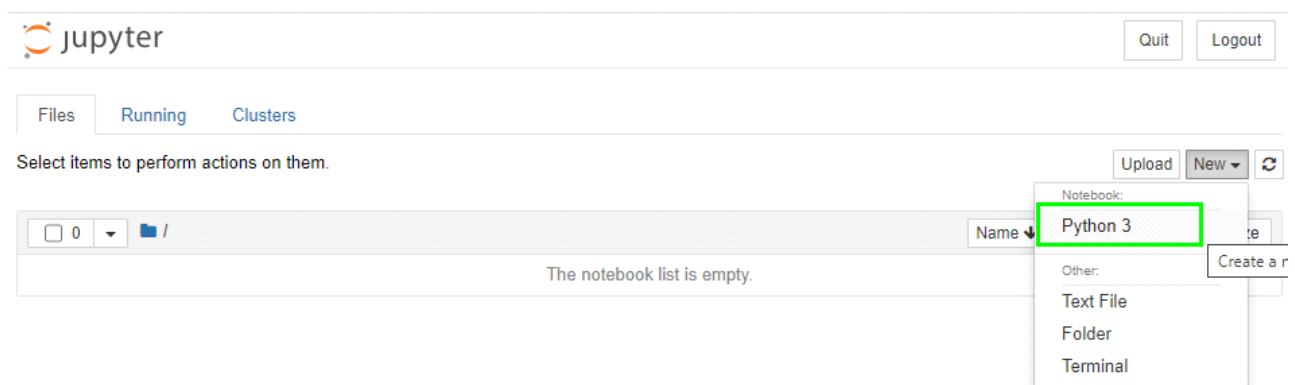 jupyter
Quit Logout
Files Running Clusters
Select items to perform actions on them.
Upload New
Notebook:
0 / Name Python 3
Create a
The notebook list is empty.
Other:
Text File
Folder
Terminal